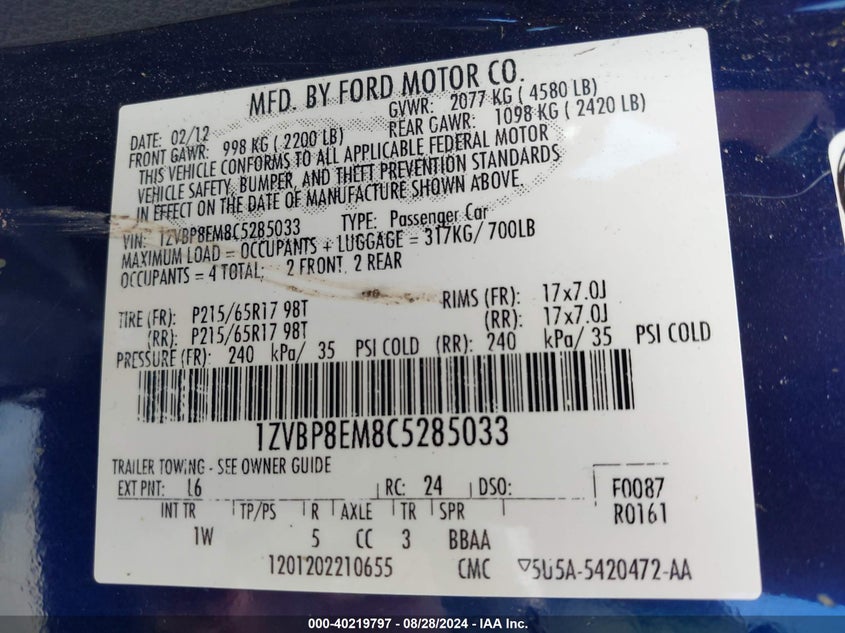 MFD. BY FORD MOTOR CO.
DATE: 02/12 GVWR: 2077 KG ( 4580 LB)
FRONT GAWR: 998 KG ( 2200 LB) REAR GAWR: 1098 KG ( 2420 LB)
THIS VEHICLE CONFORMS TO ALL APPLICABLE FEDERAL MOTOR
VEHICLE SAFETY, BUMPER, AND THEFT PREVENTION STANDARDS
IN EFFECT ON THE DATE OF MANUFACTURE SHOWN ABOVE.
VIN: 1ZVBP8EM8C5285033 TYPE: Passenger Car
MAXIMUM LOAD = OCCUPANTS + LUGGAGE = 317KG/ 700LB
OCCUPANTS = 4 TOTAL; 2 FRONT, 2 REAR
TIRE (FR): P215/65R17 98T RIMS (FR): 17x7.0J
(RR): P215/65R17 98T (RR): 17x7.0J
PRESSURE (FR): 240 kPa/ 35 PSI COLD (RR): 240 kPa/ 35 PSI COLD
1ZVBP8EM8C5285033
TRAILER TOWING - SEE OWNER GUIDE
EXT PNT: L6 RC: 24 DSO: F0087
INT TR TP/PS R AXLE TR SPR R0161
1W 5 CC 3 BBAA
1201202210655 CMC ▽5U5A-5420472-AA
000-40219797 - 08/28/2024 - IAA Inc.